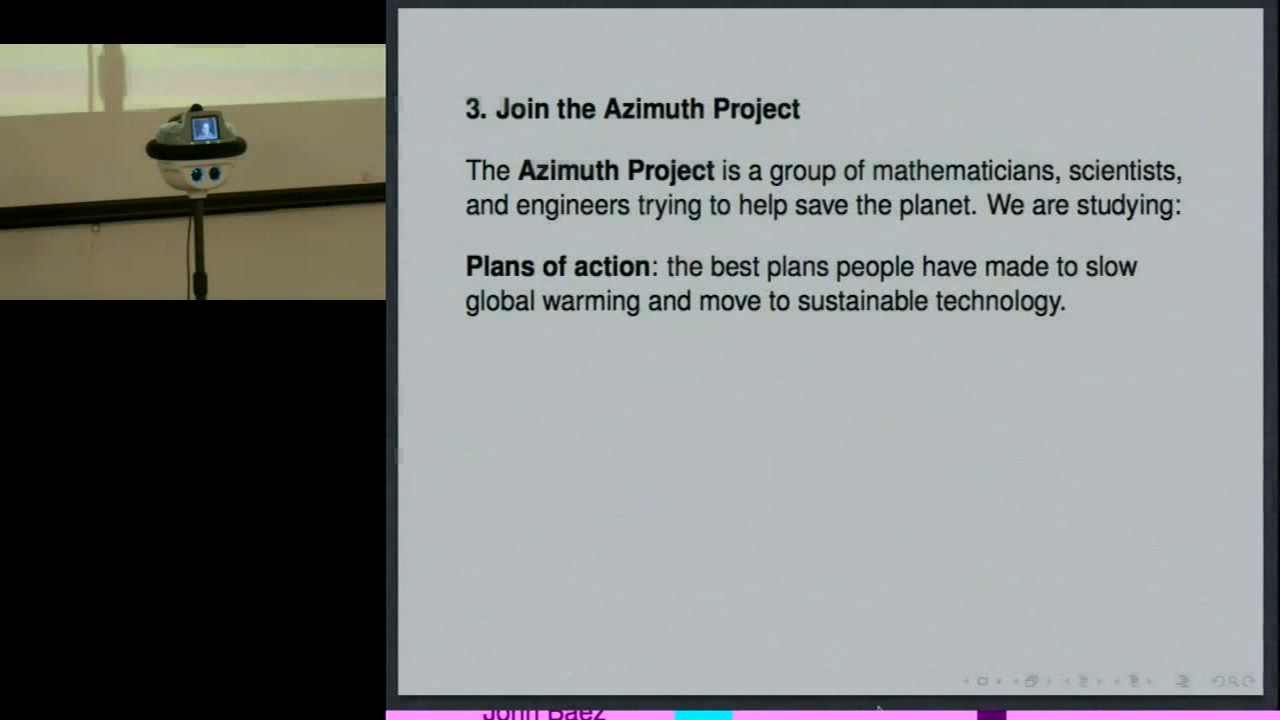 3. Join the Azimuth Project
The Azimuth Project is a group of mathematicians, scientists,
and engineers trying to help save the planet. We are studying:
Plans of action: the best plans people have made to slow
global warming and move to sustainable technology.
John Baez